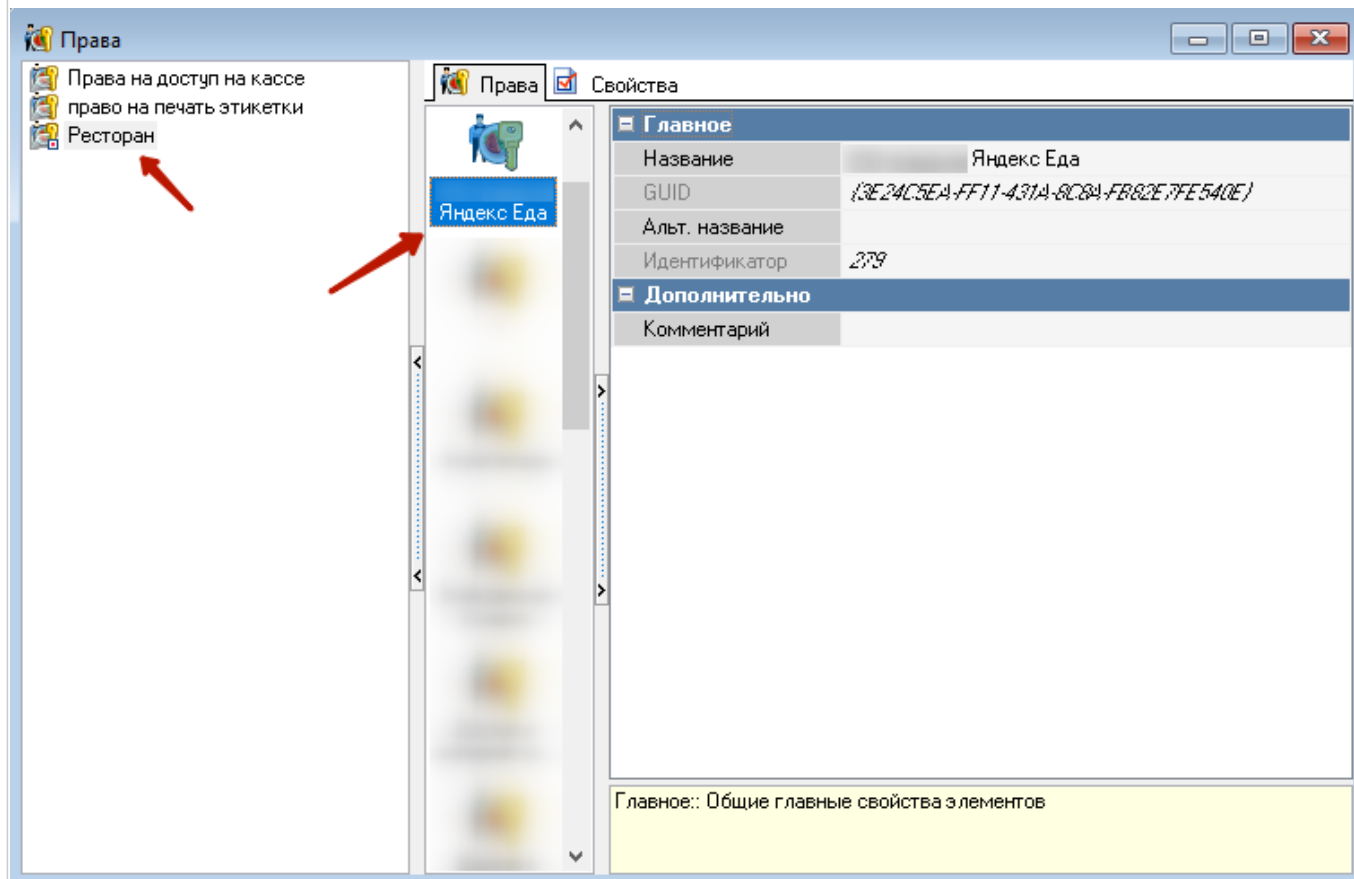 Права
Права на доступ на кассе
право на печать этикетки
Ресторан
Права
Свойства
Яндекс Еда
Главное
Название Яндекс Еда
GUID {3E24C5EA-FF11-431A-8C8A-FB82E7FE540E}
Альт. название
Идентификатор 279
Дополнительно
Комментарий
Главное:: Общие главные свойства элементов